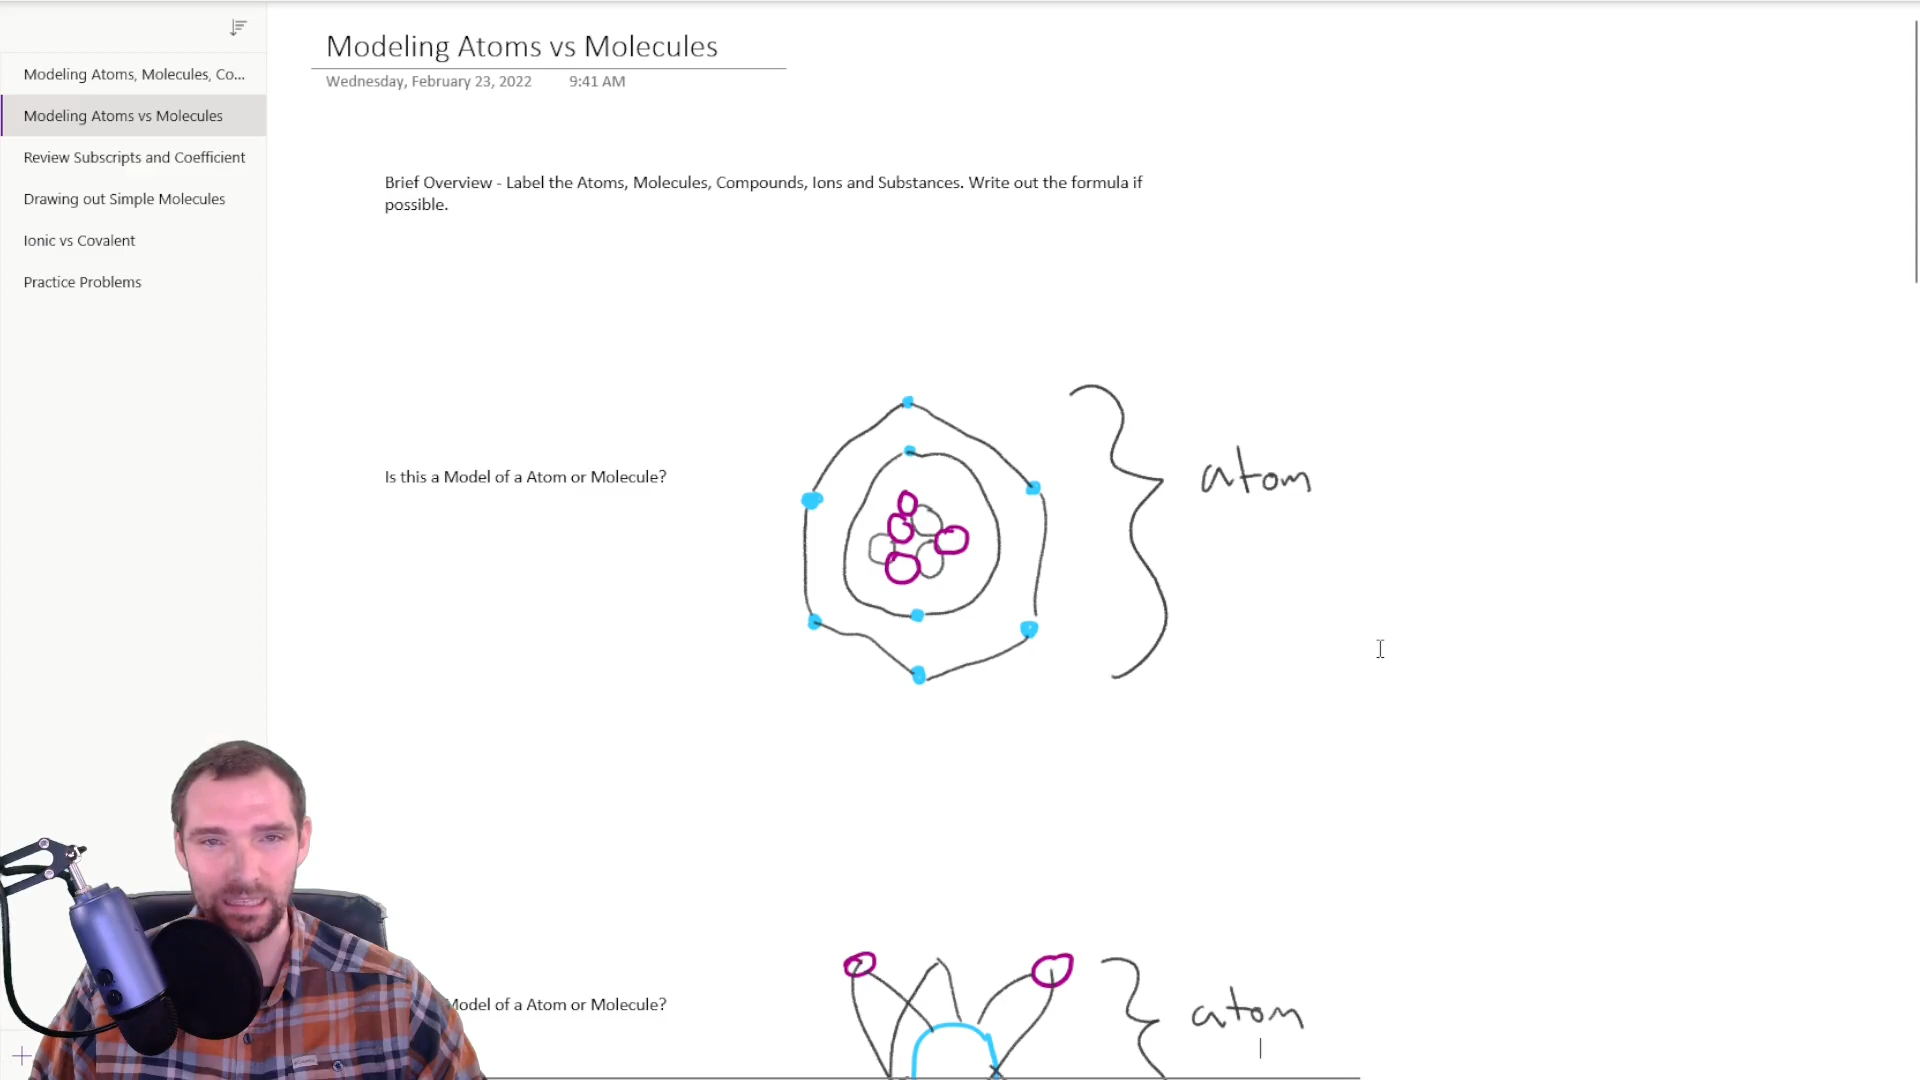 Modeling Atoms vs Molecules
Wednesday, February 23, 2022 9:41 AM
Modeling Atoms, Molecules, Co...
Modeling Atoms vs Molecules
Review Subscripts and Coefficient
Drawing out Simple Molecules
Ionic vs Covalent
Practice Problems
Brief Overview - Label the Atoms, Molecules, Compounds, Ions and Substances. Write out the formula if
possible.
Is this a Model of a Atom or Molecule?
atom
Model of a Atom or Molecule?
atom